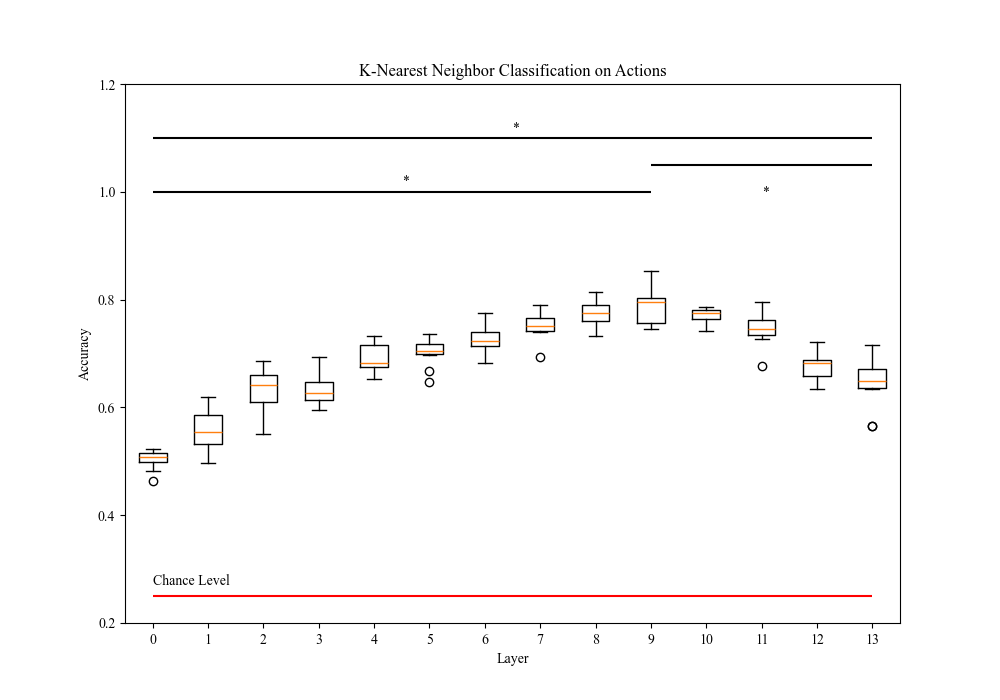 K-Nearest Neighbor Classification on Actions
1.2
1.0
0.8
0.6
0.4
0.2
Accuracy
*
*
*
Chance Level
0 1 2 3 4 5 6 7 8 9 10 11 12 13
Layer